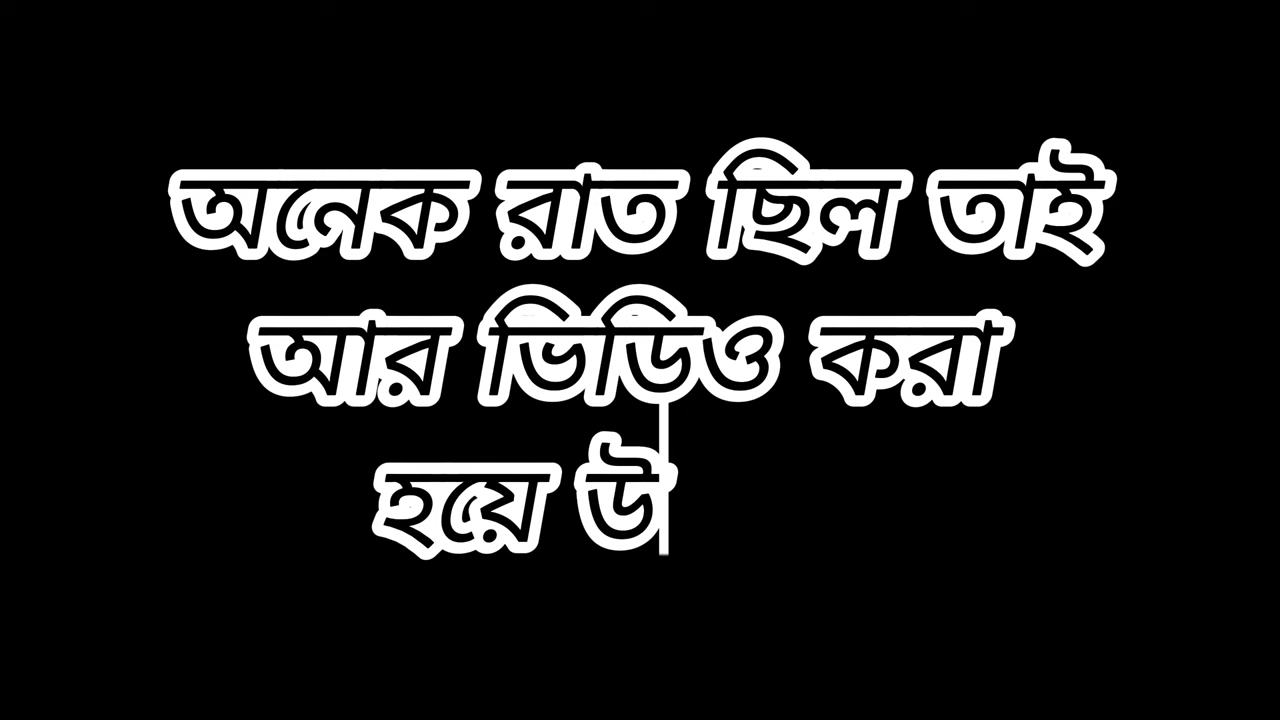 অনেক রাত ছিল তাই
আর ভিডিও করা
হয়ে উ